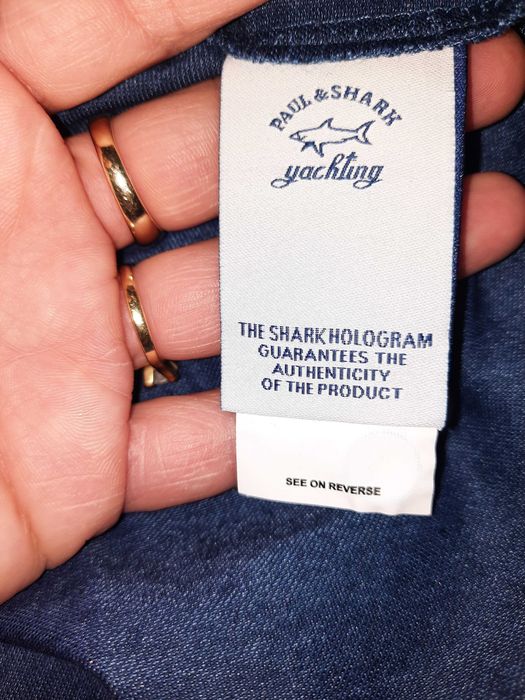 PAUL & SHARK
yachting
THE SHARK HOLOGRAM
GUARANTEES THE
AUTHENTICITY
OF THE PRODUCT
SEE ON REVERSE